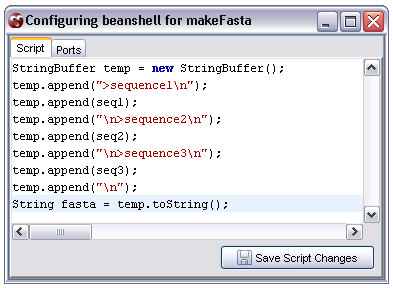 Configuring beanshell for makeFasta
Script Ports
StringBuffer temp = new StringBuffer();
temp.append(">sequence1\n");
temp.append(seq1);
temp.append("\n>sequence2\n");
temp.append(seq2);
temp.append("\n>sequence3\n");
temp.append(seq3);
temp.append("\n");
String fasta = temp.toString();
Save Script Changes